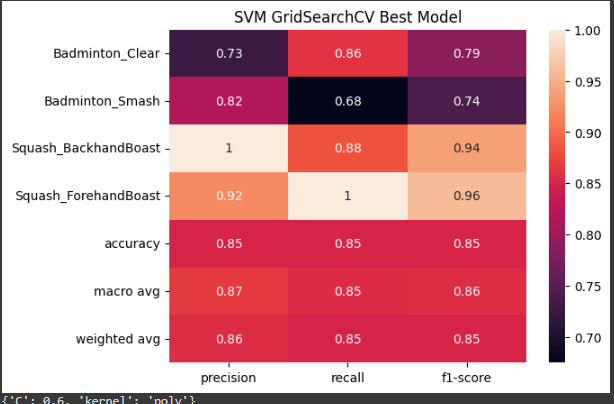 SVM GridSearchCV Best Model
Badminton_Clear 0.73 0.86 0.79
Badminton_Smash 0.82 0.68 0.74
Squash_BackhandBoast 1 0.88 0.94
Squash_ForehandBoast 0.92 1 0.96
accuracy 0.85 0.85 0.85
macro avg 0.87 0.85 0.86
weighted avg 0.86 0.85 0.85
precision recall f1-score
1.00
0.95
0.90
0.85
0.80
0.75
0.70
{'C': 0.6, 'kernel': 'poly'}